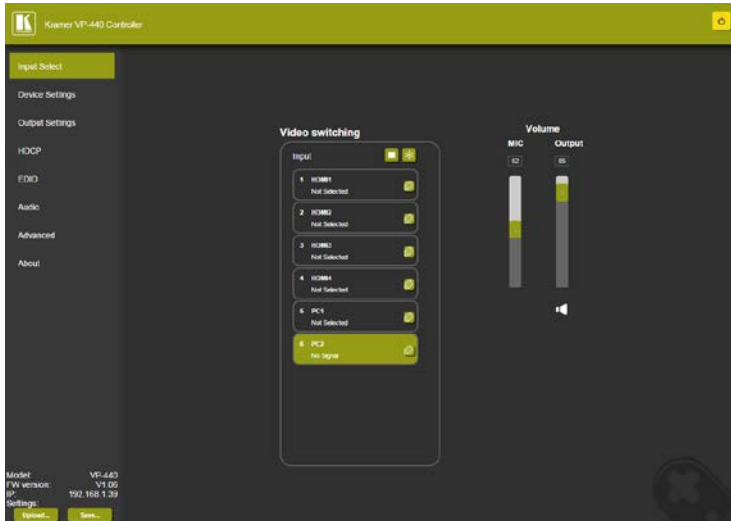 Kramer VP-440 Controller
Input Select
Device Settings
Output Settings
HDCP
EDID
Audio
Advanced
About
Model: VP-440
FW version: V1.06
IP: 192.168.1.39
Settings:
Upload... Save...
Video switching
Input
1 HDMI1
Not Selected
2 HDMI2
Not Selected
3 HDMI3
Not Selected
4 HDMI4
Not Selected
5 PC1
Not Selected
6 PC2
No Signal
Volume
MIC Output
52 85